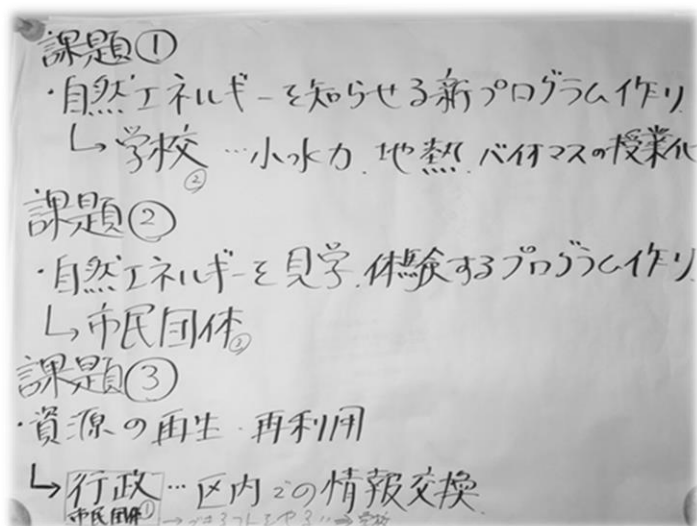 課題①
・自然エネルギーを知らせる新プログラム作り
↳学校②…小水力、地熱、バイオマスの授業化
課題②
・自然エネルギーを見学、体験するプログラム作り
↳市民団体②
課題③
・資源の再生・再利用
↳行政…区内での情報交換
市民団体①